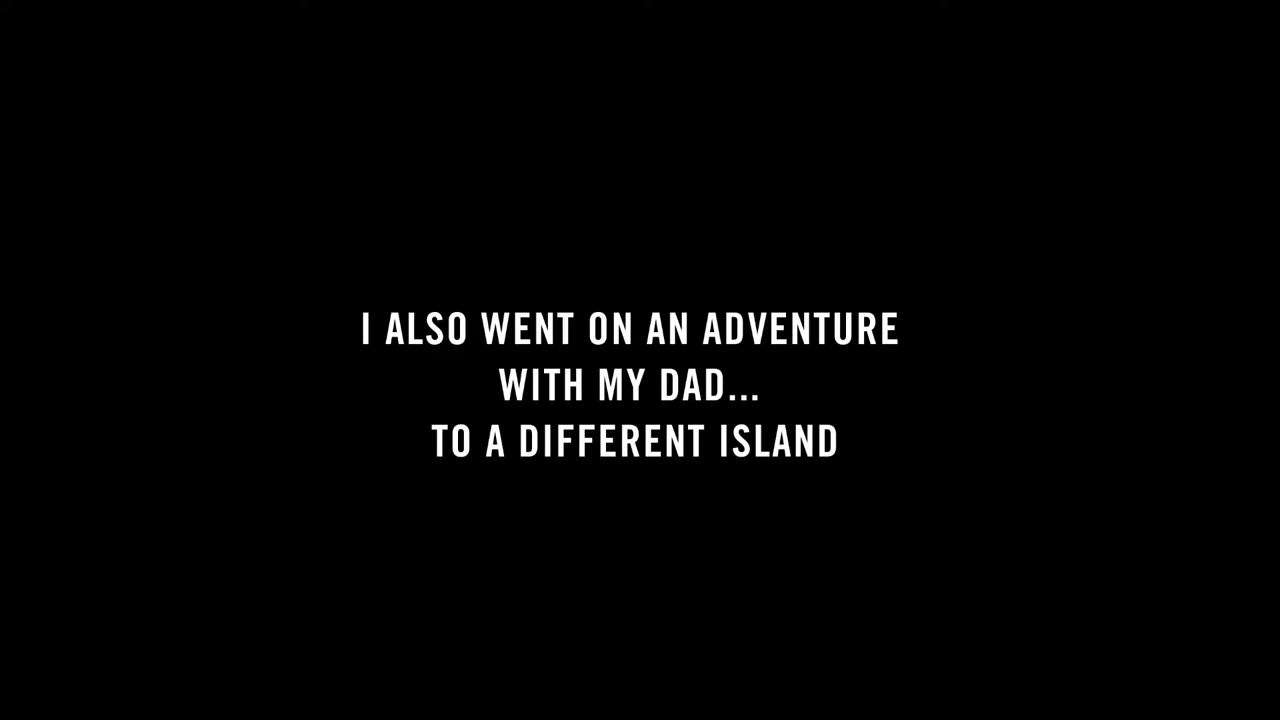 I ALSO WENT ON AN ADVENTURE
WITH MY DAD...
TO A DIFFERENT ISLAND